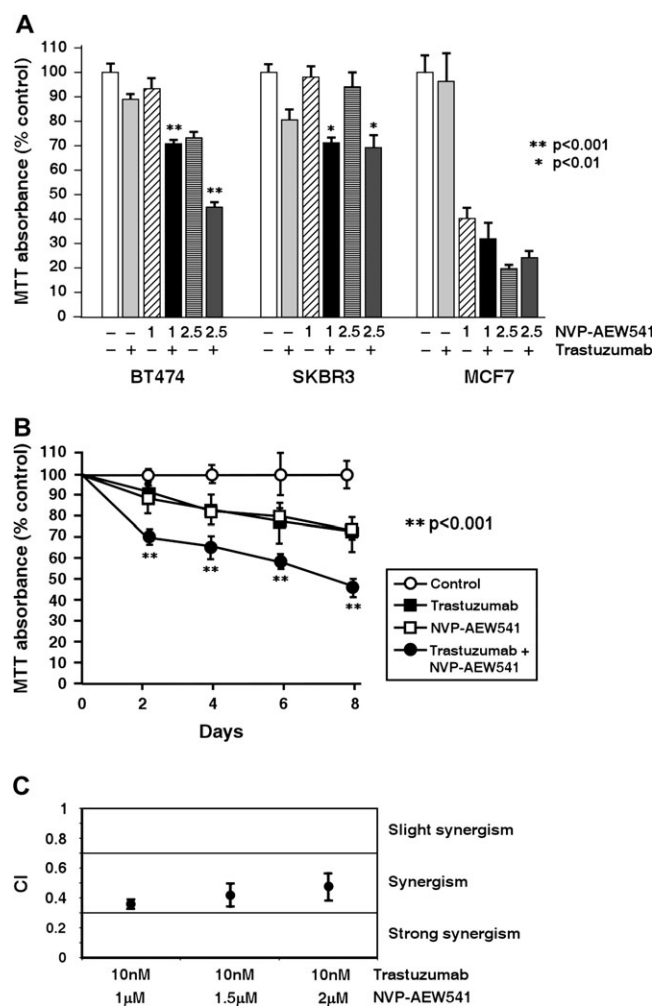 A
MTT absorbance (% control)
110
100
90
80
70
60
50
40
30
20
10
0
**
**
*
*
** p<0.001
* p<0.01
– – 1 1 2.5 2.5 – – 1 1 2.5 2.5 – – 1 1 2.5 2.5 NVP-AEW541
– + – + – + – + – + – + – + – + – + Trastuzumab
BT474 SKBR3 MCF7
B
MTT absorbance (% control)
110
100
90
80
70
60
50
40
30
20
10
0
** ** ** **
0 2 4 6 8
Days
** p<0.001
Control
Trastuzumab
NVP-AEW541
Trastuzumab +
NVP-AEW541
C
CI
1
0.8
0.6
0.4
0.2
0
Slight synergism
Synergism
Strong synergism
10nM 10nM 10nM Trastuzumab
1µM 1.5µM 2µM NVP-AEW541